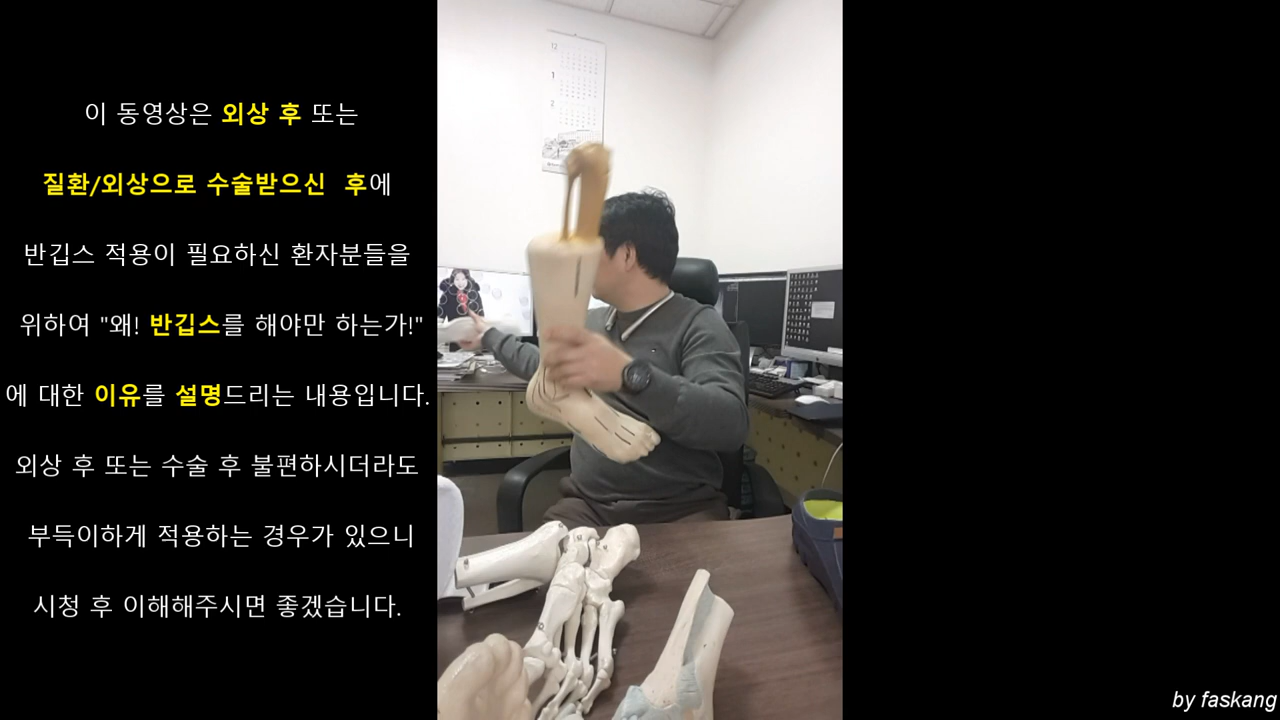 이 동영상은 외상 후 또는
질환/외상으로 수술받으신 후에
반깁스 적용이 필요하신 환자분들을
위하여 "왜! 반깁스를 해야만 하는가!"
에 대한 이유를 설명드리는 내용입니다.
외상 후 또는 수술 후 불편하시더라도
부득이하게 적용하는 경우가 있으니
시청 후 이해해주시면 좋겠습니다.
12
1
2
by faskang